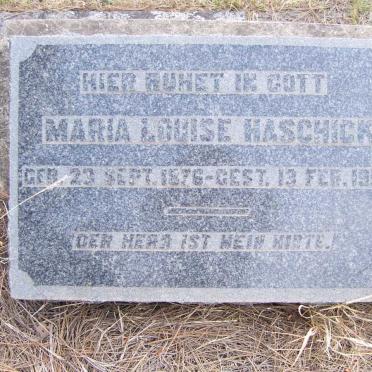 HIER RUHET IN GOTT
MARIA LOUISE HASCHICK
GEB. 23 SEPT. 1876 - GEST. 13 FEB. 19
DER HERR IST MEIN HIRTE.